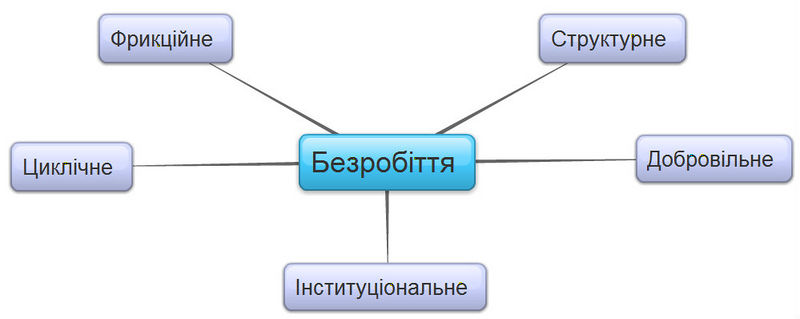 Фрикційне
Структурне
Циклічне
Безробіття
Добровільне
Інституціональне